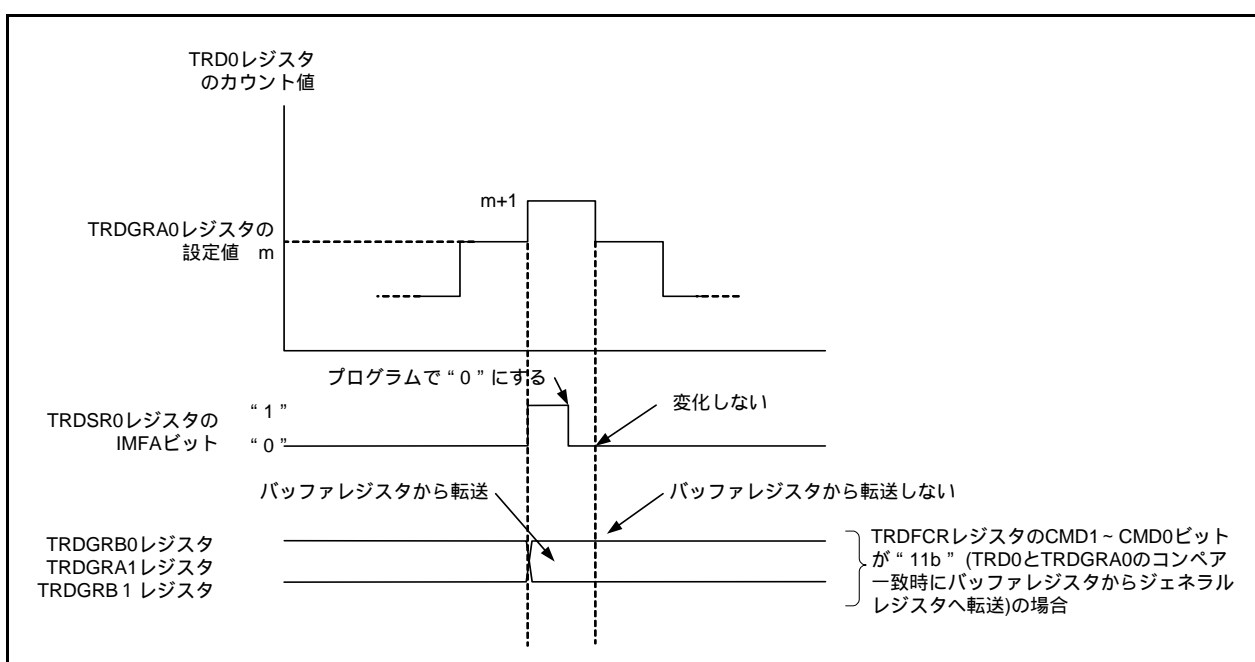 TRD0レジスタ
のカウント値
m+1
TRDGRA0レジスタの
設定値 m
プログラムで“0”にする
変化しない
TRDSR0レジスタの
IMFAビット
“1”
“0”
バッファレジスタから転送
バッファレジスタから転送しない
TRDGRB0レジスタ
TRDGRA1レジスタ
TRDGRB1レジスタ
TRDFCRレジスタのCMD1~CMD0ビット
が“11b”(TRD0とTRDGRA0のコンペア
一致時にバッファレジスタからジェネラル
レジスタへ転送)の場合